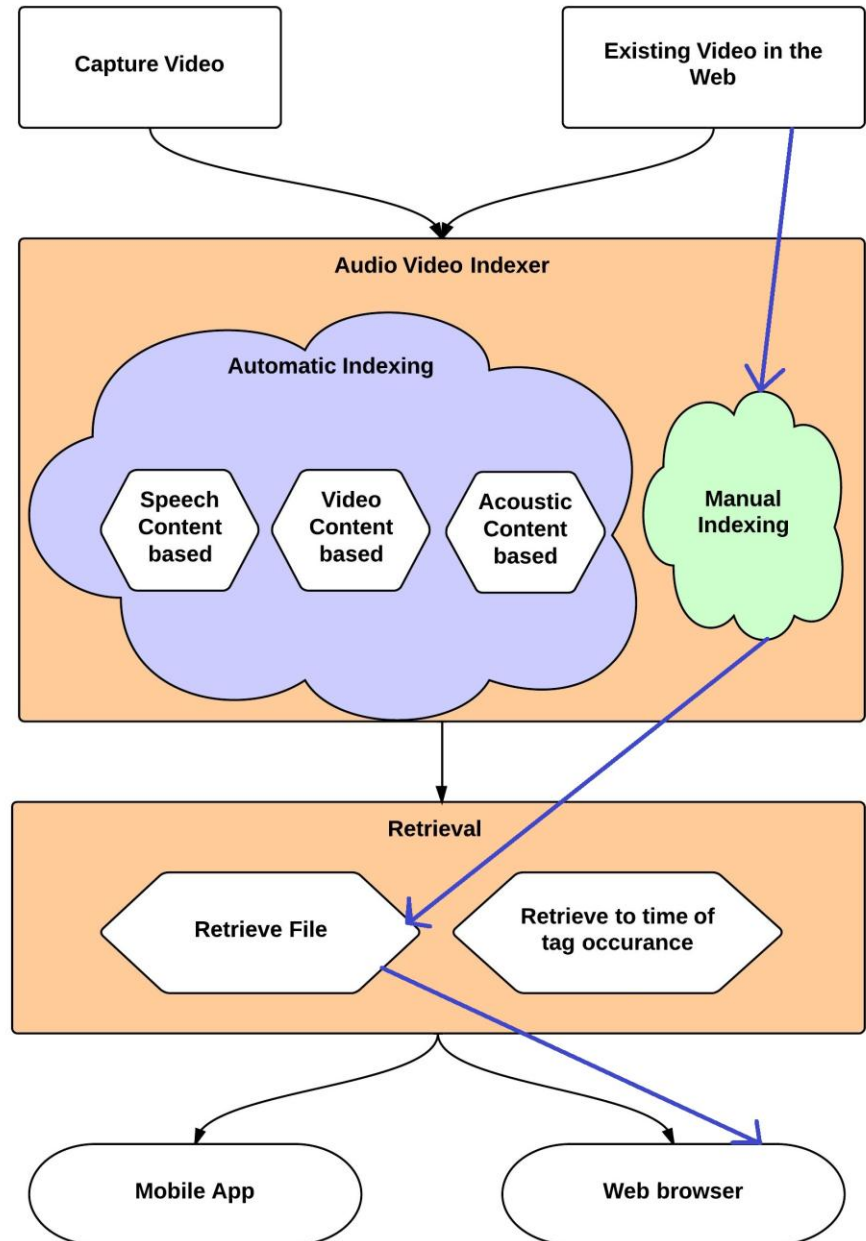 Capture Video
Existing Video in the
Web
Audio Video Indexer
Automatic Indexing
Speech
Content
based
Video
Content
based
Acoustic
Content
based
Manual
Indexing
Retrieval
Retrieve File
Retrieve to time of
tag occurance
Mobile App
Web browser